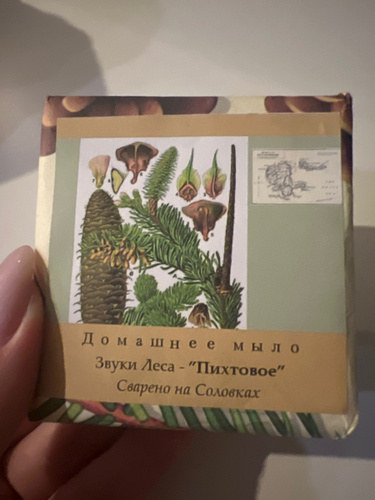 Домашнее мыло
Звуки Леса - "Пихтовое"
Сварено на Соловках